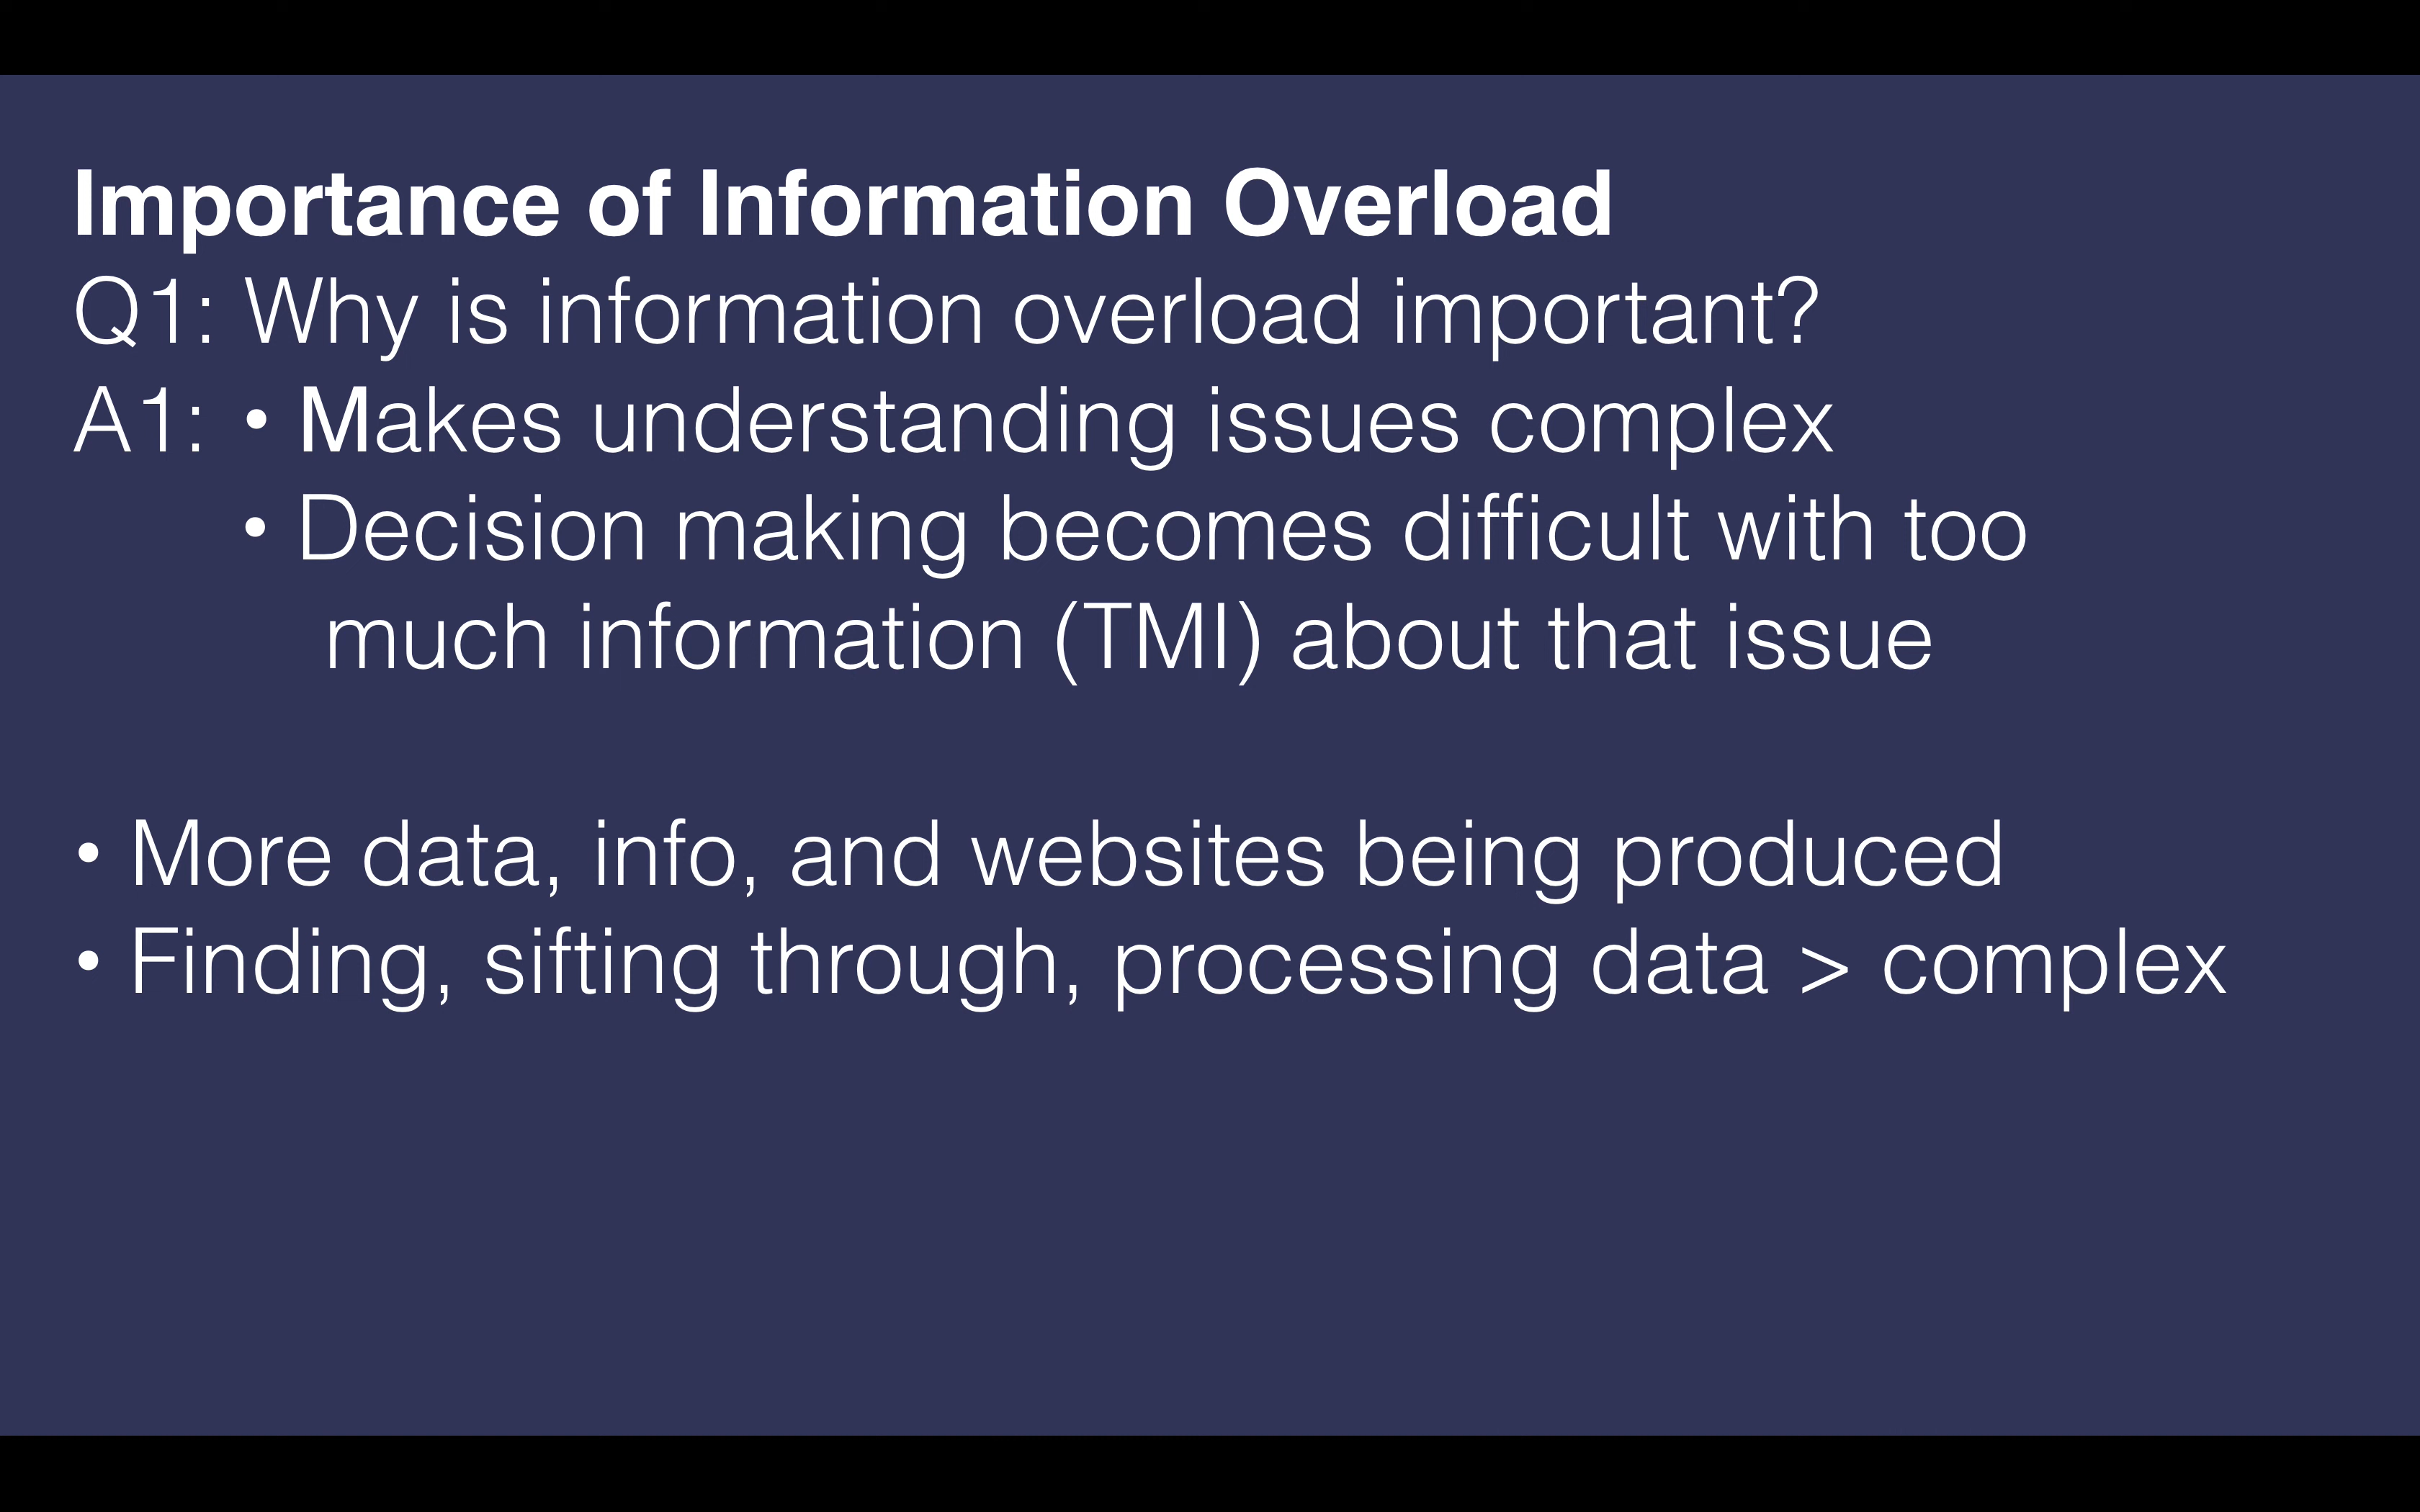 Importance of Information Overload
Q1: Why is information overload important?
A1: • Makes understanding issues complex
• Decision making becomes difficult with too
much information (TMI) about that issue
• More data, info, and websites being produced
• Finding, sifting through, processing data > complex